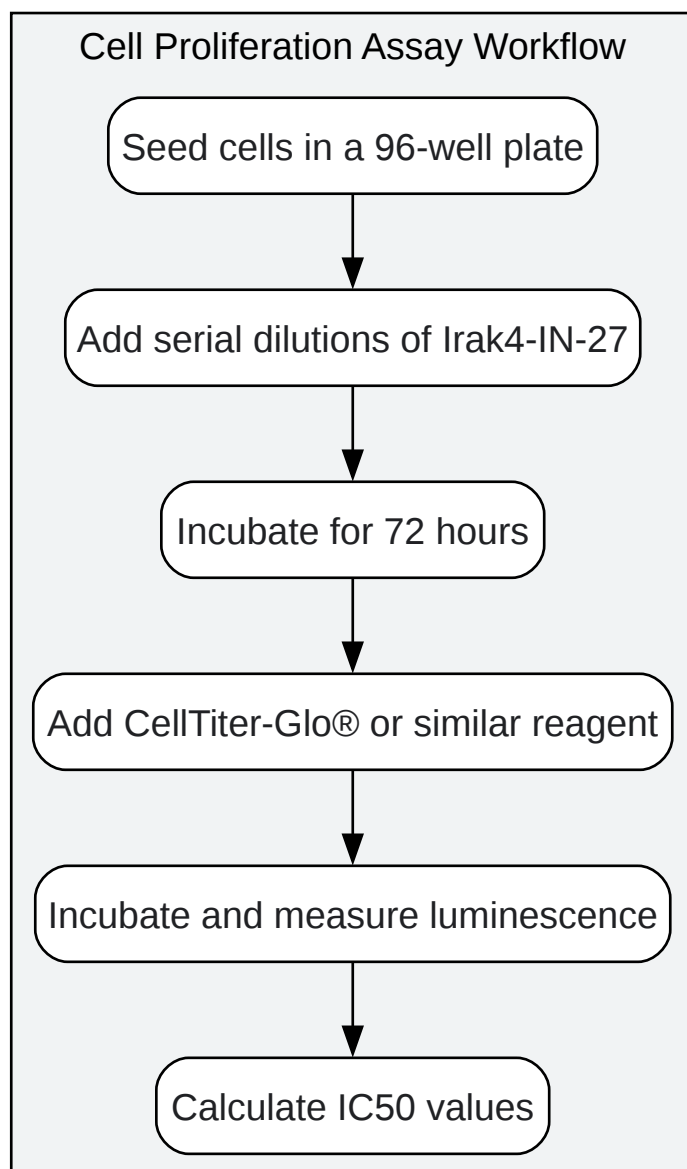 Cell Proliferation Assay Workflow
Seed cells in a 96-well plate
Add serial dilutions of Irak4-IN-27
Incubate for 72 hours
Add CellTiter-Glo® or similar reagent
Incubate and measure luminescence
Calculate IC50 values